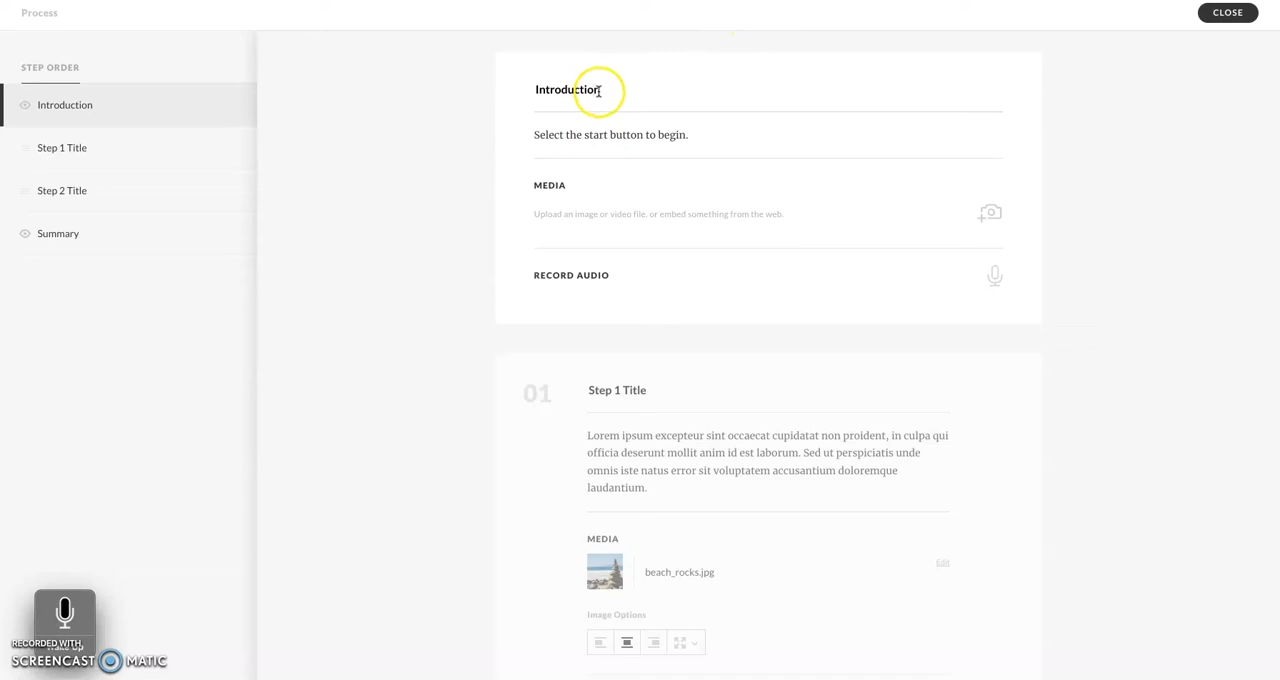 Process
CLOSE
STEP ORDER
Introduction
Step 1 Title
Step 2 Title
Summary
Introduction
Select the start button to begin.
MEDIA
Upload an image or video file, or embed something from the web.
RECORD AUDIO
01
Step 1 Title
Lorem ipsum excepteur sint occaecat cupidatat non proident, in culpa qui
officia deserunt mollit anim id est laborum. Sed ut perspiciatis unde
omnis iste natus error sit voluptatem accusantium doloremque
laudantium.
MEDIA
beach_rocks.jpg
Edit
Image Options
RECORDED WITH
SCREENCAST MATIC